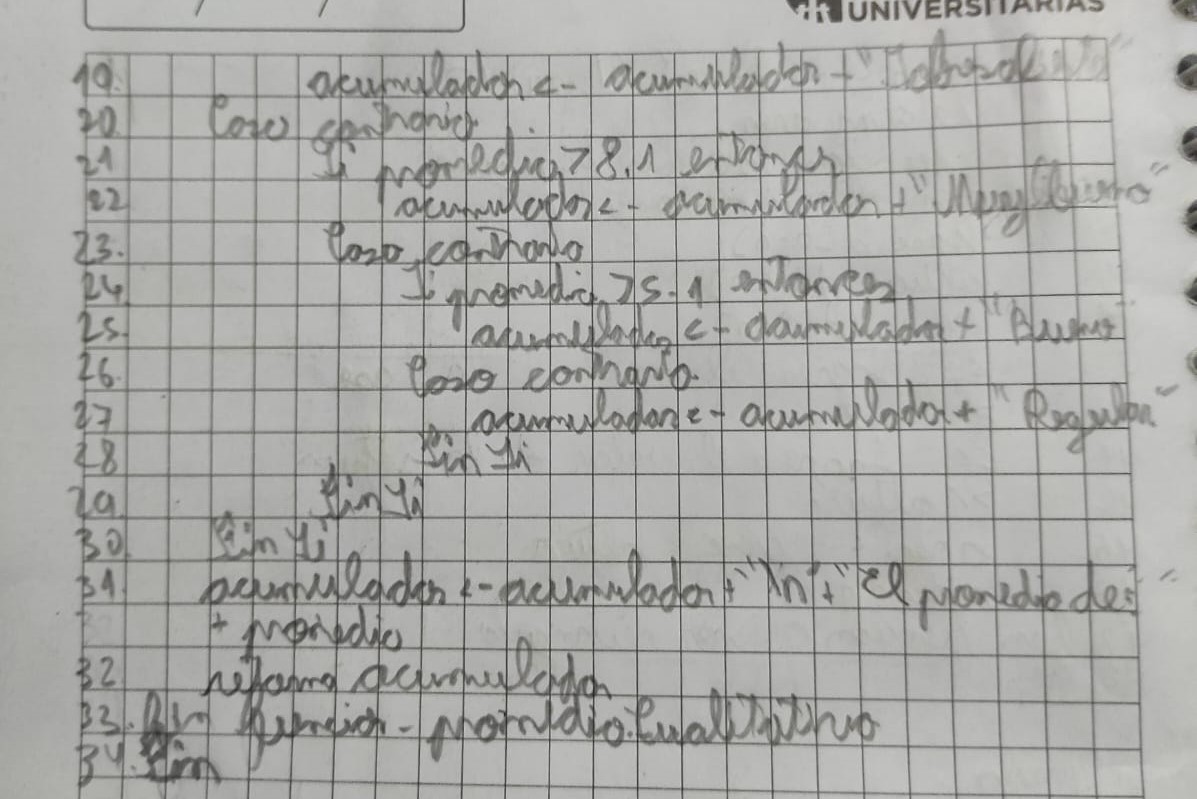 UNIVERSITARIAS
19. acumulador <- acumulador + "Sobresaliente"
20. Caso contrario
21 Si promedio > 8.1 entonces
22 acumulador <- acumulador + "Muy Bueno"
23. Caso contrario
24 Si promedio > 5.1 entonces
25. acumulador <- acumulador + "Bueno"
26. Caso contrario
27 acumulador <- acumulador + "Regular"
28 Fin Si
29 Fin Si
30 Fin Si
31 acumulador <- acumulador + "\n" + "El promedio de: "
+ promedio
32 retorna acumulador
33. Fin Funcion - promedioCualitativo
34. Fin